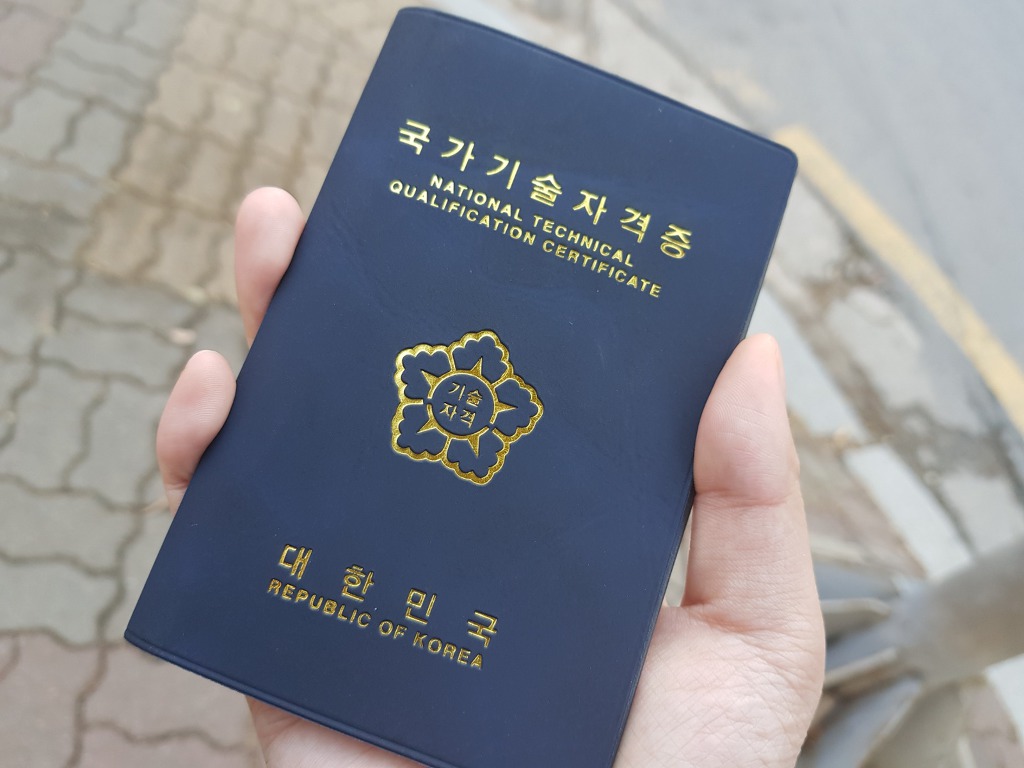 국가기술자격증
NATIONAL TECHNICAL
QUALIFICATION CERTIFICATE
기술
자격
대한민국
REPUBLIC OF KOREA